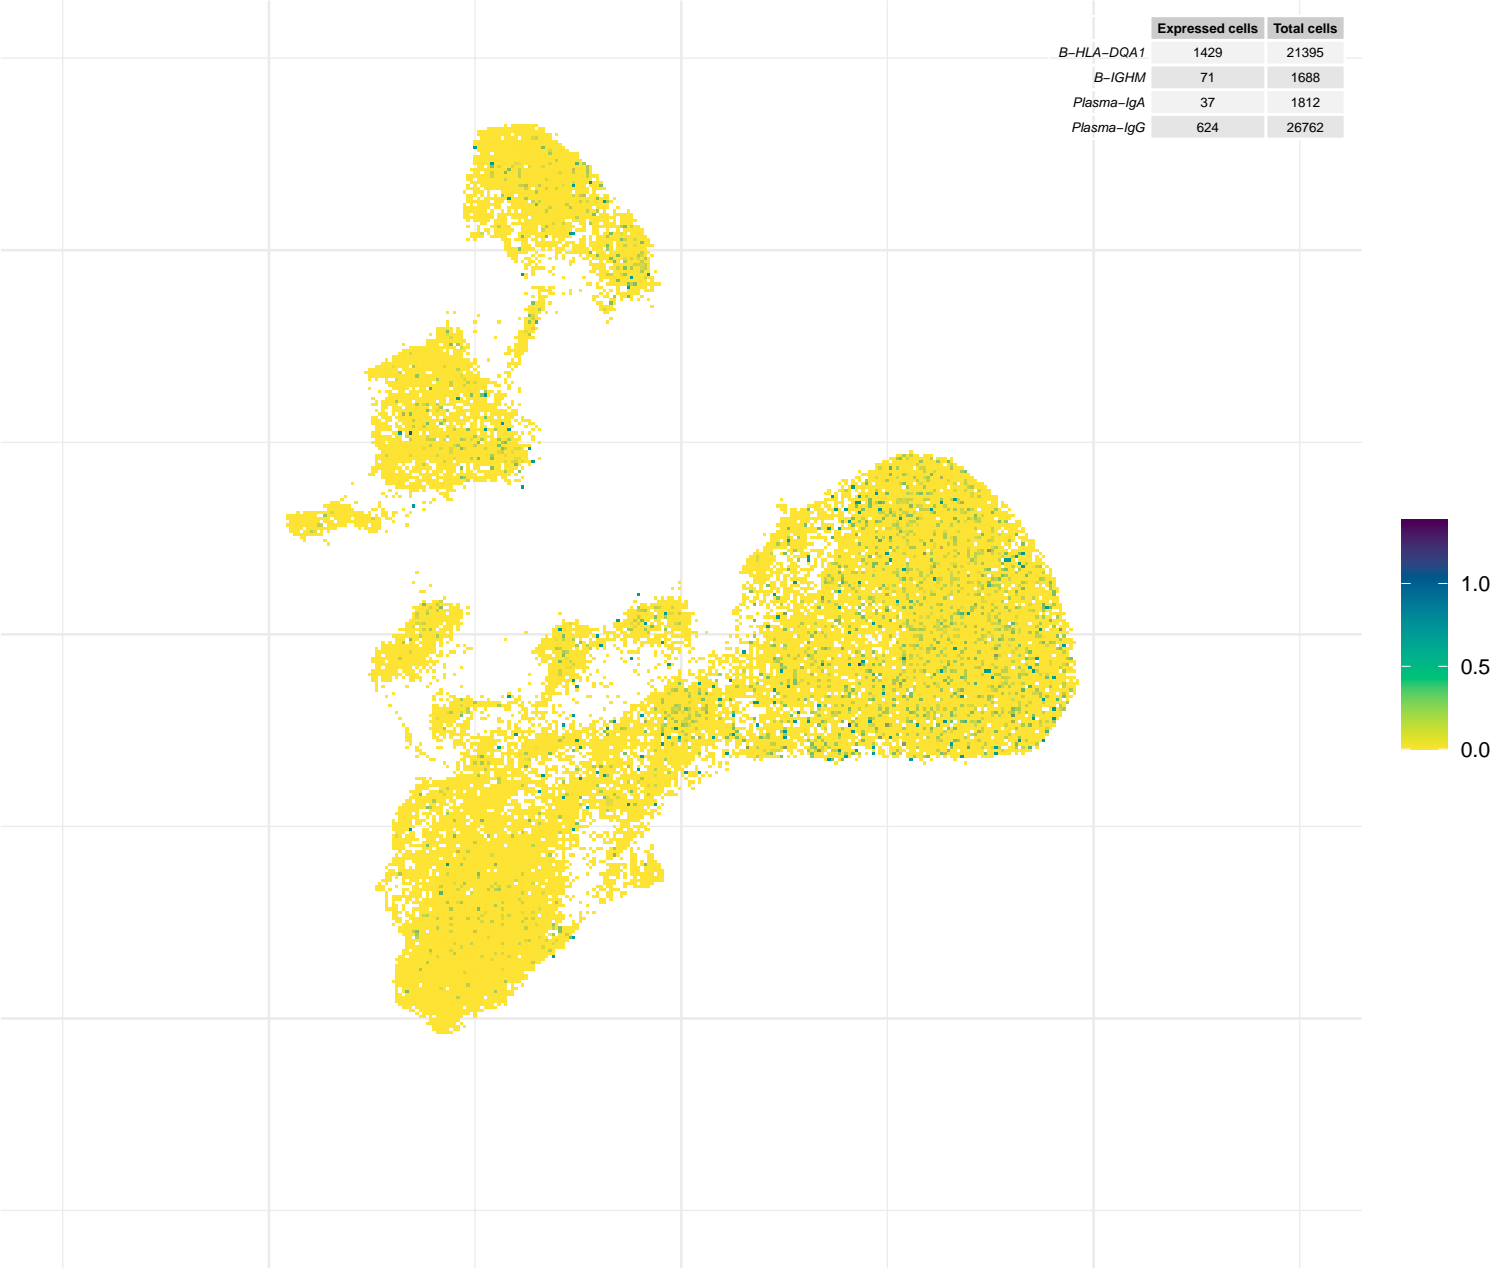 Expressed cells Total cells
B−HLA−DQA1 1429 21395
B−IGHM 71 1688
Plasma−IgA 37 1812
Plasma−IgG 624 26762
1.0
0.5
0.0